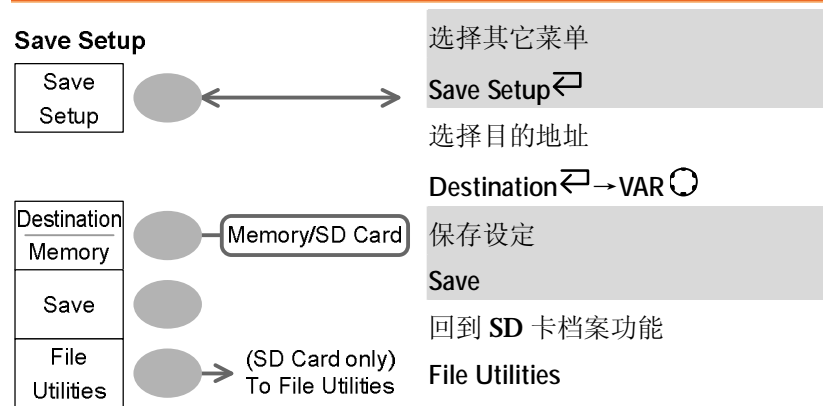 Save Setup
Save
Setup
Destination
Memory
Memory/SD Card
Save
File
Utilities
(SD Card only)
To File Utilities
选择其它菜单
Save Setup
选择目的地址
Destination →VAR
保存设定
Save
回到 SD 卡档案功能
File Utilities